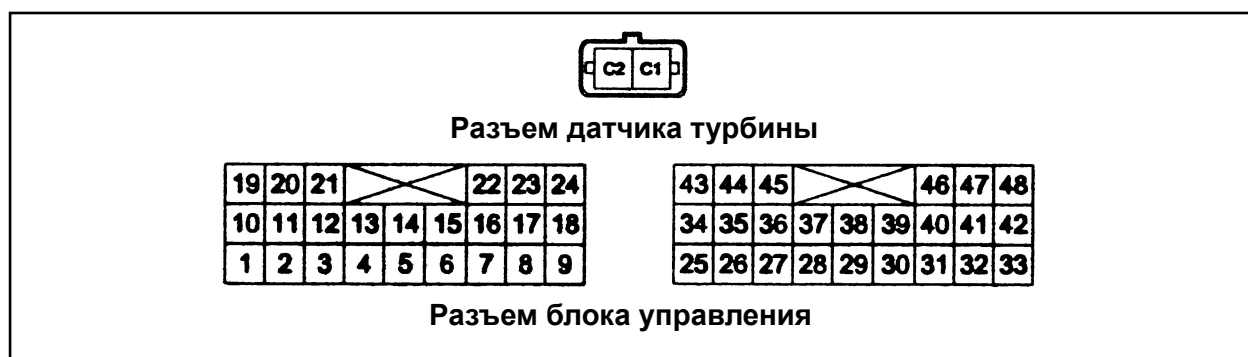 C2 C1
Разъем датчика турбины
19 20 21 22 23 24 43 44 45 46 47 48
10 11 12 13 14 15 16 17 18 34 35 36 37 38 39 40 41 42
1 2 3 4 5 6 7 8 9 25 26 27 28 29 30 31 32 33
Разъем блока управления